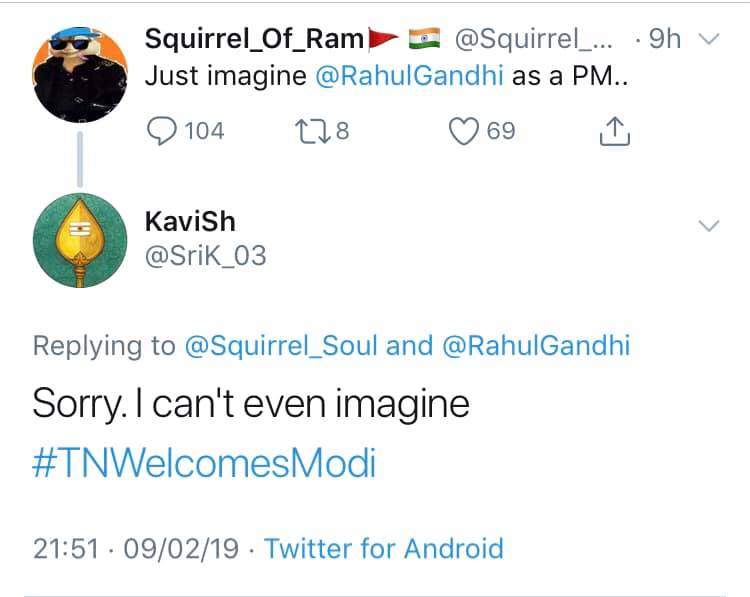 Squirrel_Of_Ram🚩 🇮🇳 @Squirrel_... · 9h
Just imagine @RahulGandhi as a PM..
104 8 69
KaviSh
@SriK_03
Replying to @Squirrel_Soul and @RahulGandhi
Sorry. I can't even imagine
#TNWelcomesModi
21:51 · 09/02/19 · Twitter for Android